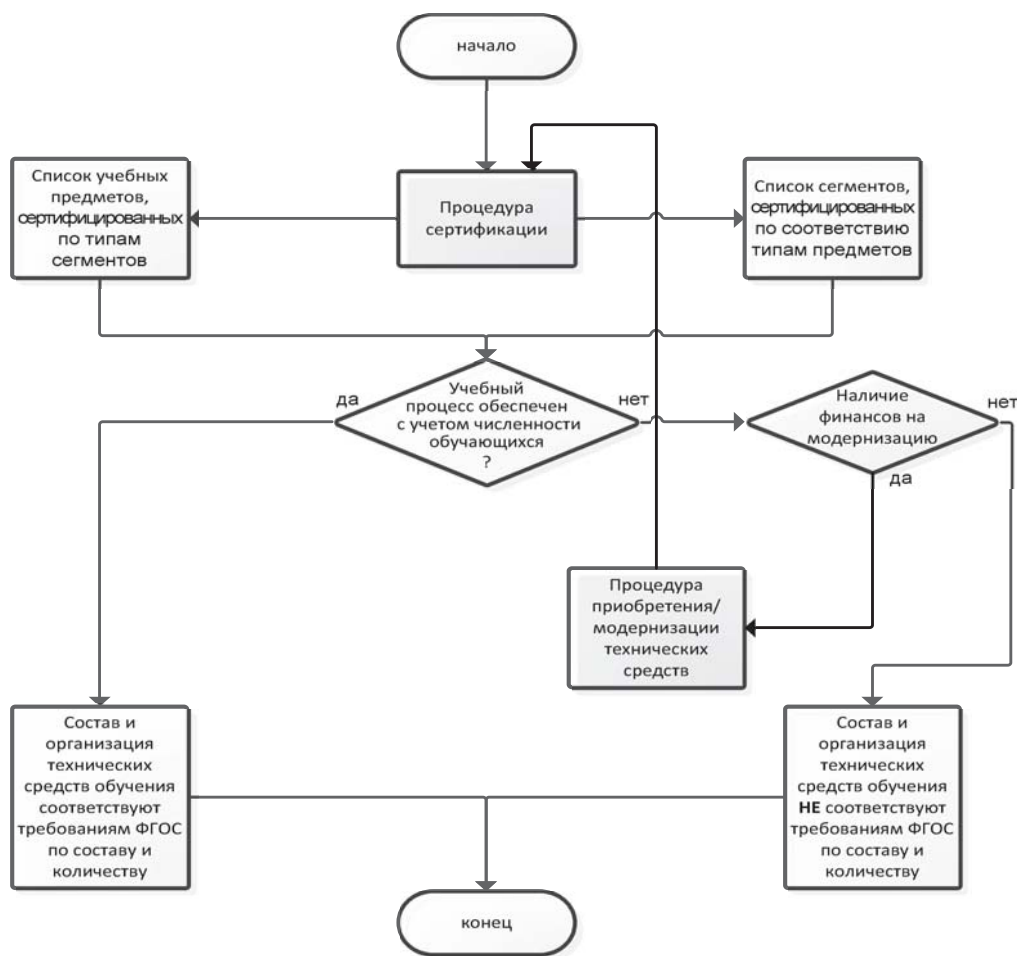 начало
Список учебных
предметов,
сертифицированных
по типам
сегментов
Процедура
сертификации
Список сегментов,
сертифицированных
по соответствию
типам предметов
да
Учебный
процесс обеспечен
с учетом численности
обучающихся
?
нет
Наличие
финансов на
модернизацию
нет
да
Процедура
приобретения/
модернизации
технических
средств
Состав и
организация
технических
средств обучения
соответствуют
требованиям ФГОС
по составу и
количеству
Состав и
организация
технических
средств обучения
НЕ соответствуют
требованиям ФГОС
по составу и
количеству
конец